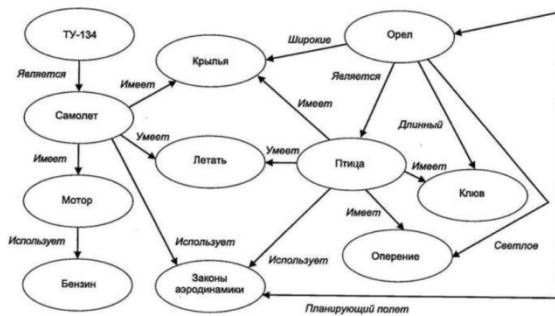 ТУ-134
Орел
Широкие
Крылья
Является
Имеет
Является
Самолет
Имеет
Длинный
Умеет
Умеет
Имеет
Летать
Птица
Имеет
Мотор
Клюв
Имеет
Использует
Использует
Использует
Оперение
Светлое
Бензин
Законы
аэродинамики
Планирующий полет